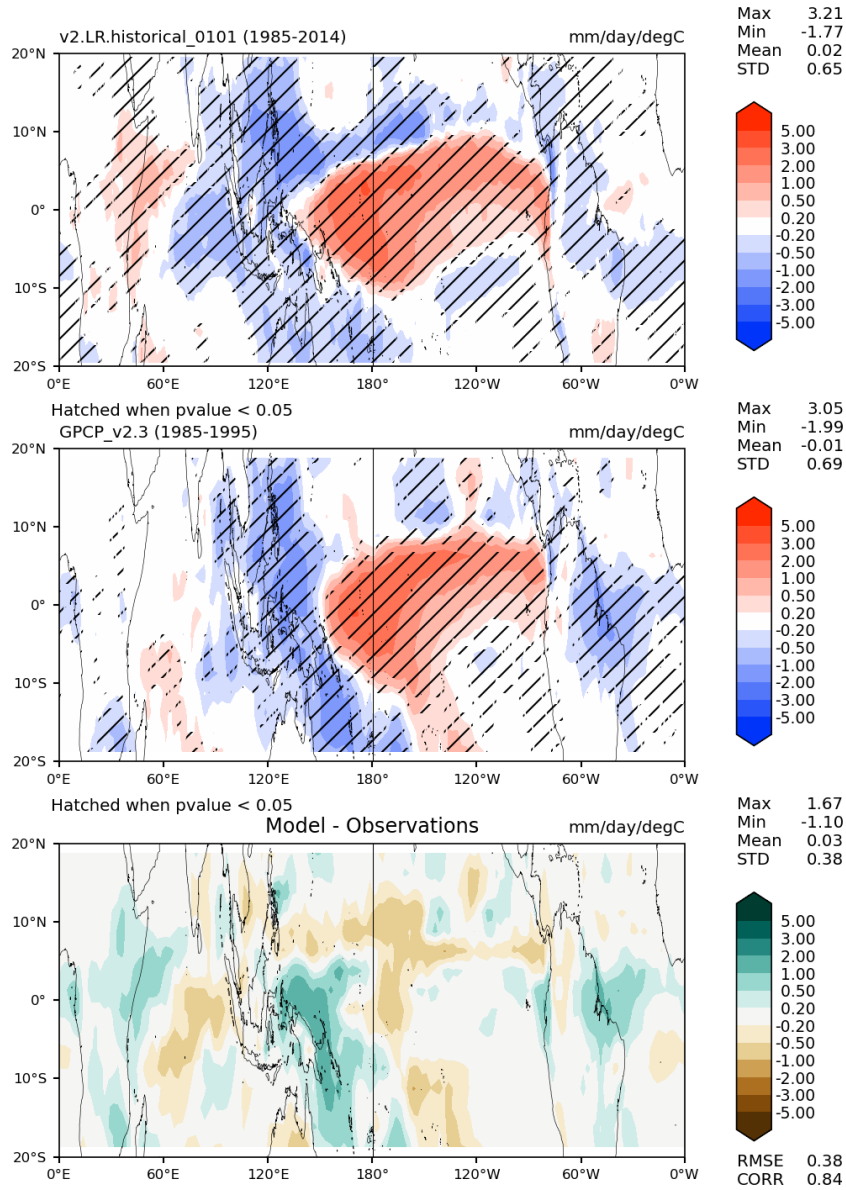 v2.LR.historical_0101 (1985-2014) mm/day/degC
Max 3.21
Min -1.77
Mean 0.02
STD 0.65
20°N
10°N
0°
10°S
20°S
0°E 60°E 120°E 180° 120°W 60°W 0°W
5.00
3.00
2.00
1.00
0.50
0.20
-0.20
-0.50
-1.00
-2.00
-3.00
-5.00
Hatched when pvalue < 0.05
GPCP_v2.3 (1985-1995) mm/day/degC
Max 3.05
Min -1.99
Mean -0.01
STD 0.69
20°N
10°N
0°
10°S
20°S
0°E 60°E 120°E 180° 120°W 60°W 0°W
5.00
3.00
2.00
1.00
0.50
0.20
-0.20
-0.50
-1.00
-2.00
-3.00
-5.00
Hatched when pvalue < 0.05
Model - Observations mm/day/degC
Max 1.67
Min -1.10
Mean 0.03
STD 0.38
20°N
10°N
0°
10°S
20°S
0°E 60°E 120°E 180° 120°W 60°W 0°W
5.00
3.00
2.00
1.00
0.50
0.20
-0.20
-0.50
-1.00
-2.00
-3.00
-5.00
RMSE 0.38
CORR 0.84